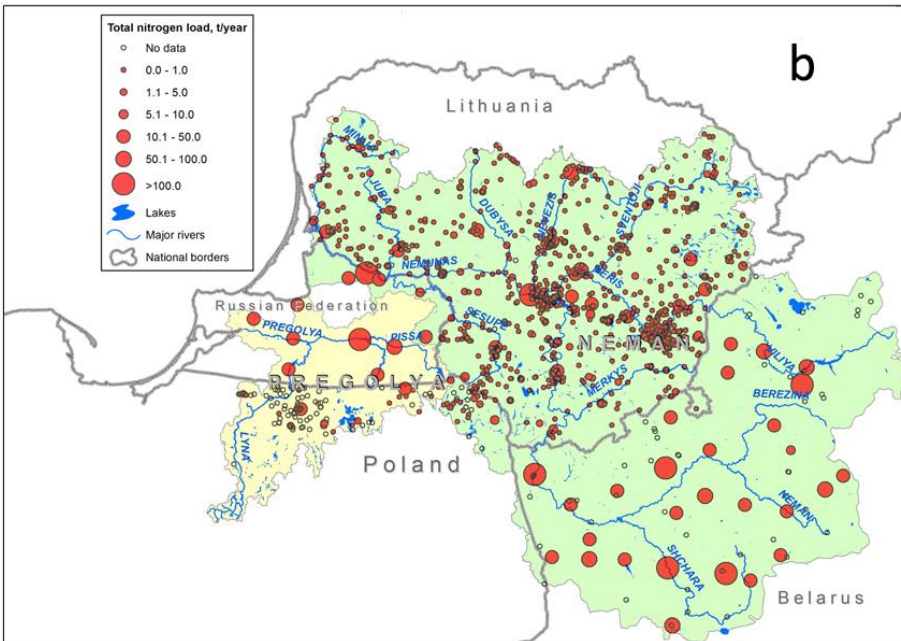 Total nitrogen load, t/year
No data
0.0 - 1.0
1.1 - 5.0
5.1 - 10.0
10.1 - 50.0
50.1 - 100.0
>100.0
Lakes
Major rivers
National borders
b
Lithuania
JURA
DUBYSA
NEVEZIS
SVENTOJI
NEMUNAS
NERIS
Russian Federation
SESUPE
PREGOLYA
PISSA
NEMAN
VILIYA
PREGOLYA
MERKYS
BEREZINA
LYNA
Poland
NEMAN
SHCHARA
Belarus